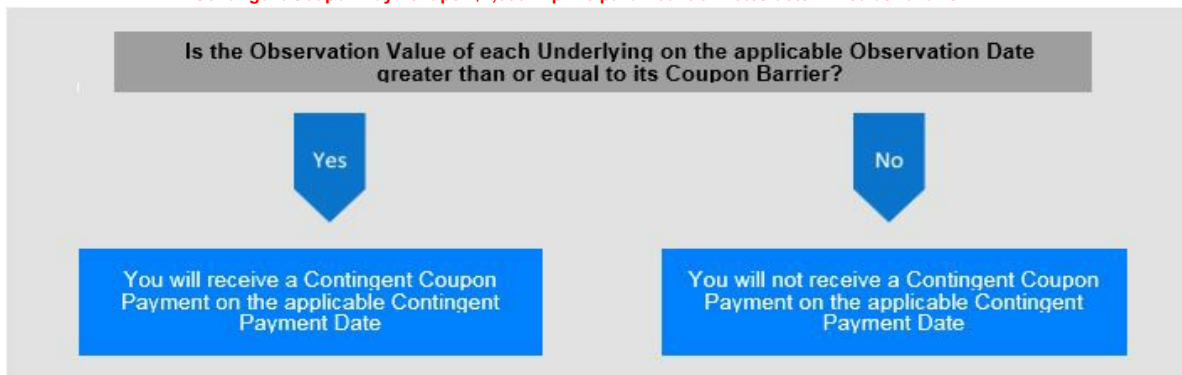 Is the Observation Value of each Underlying on the applicable Observation Date
greater than or equal to its Coupon Barrier?
Yes
No
You will receive a Contingent Coupon
Payment on the applicable Contingent
Payment Date
You will not receive a Contingent Coupon
Payment on the applicable Contingent
Payment Date